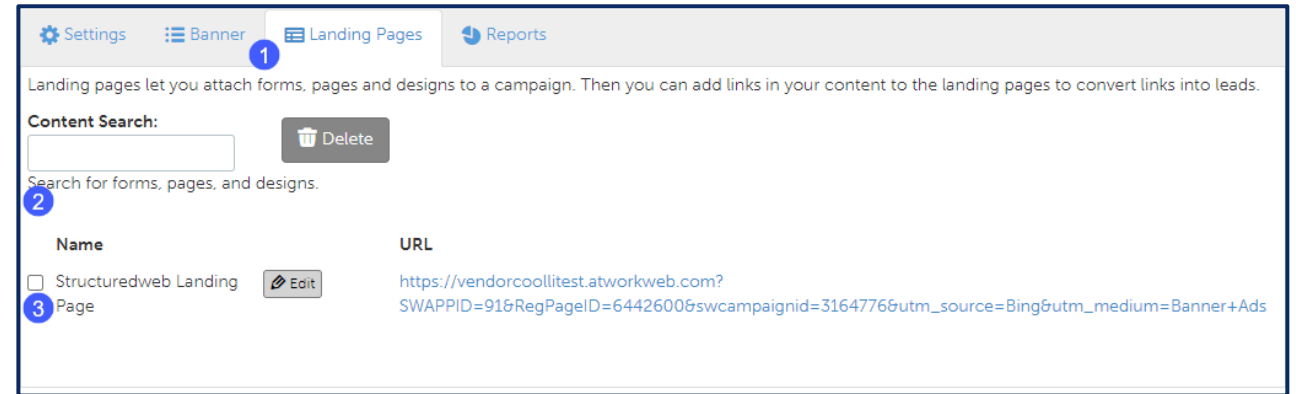 Settings Banner Landing Pages Reports
1
Landing pages let you attach forms, pages and designs to a campaign. Then you can add links in your content to the landing pages to convert links into leads.
Content Search:
Delete
Search for forms, pages, and designs.
2
Name URL
Structuredweb Landing Edit https://vendorcoollitest.atworkweb.com?
3 Page SWAPPID=91&RegPageID=6442600&swcampaignid=3164776&utm_source=Bing&utm_medium=Banner+Ads